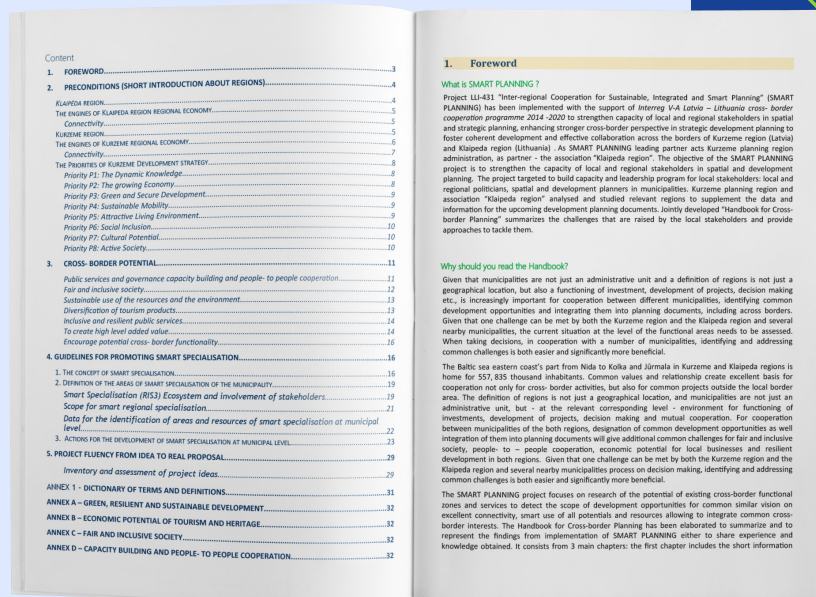 Content
1. FOREWORD 3
2. PRECONDITIONS (SHORT INTRODUCTION ABOUT REGIONS) 4
KLAIPEDA REGION 4
THE ENGINES OF KLAIPEDA REGION REGIONAL ECONOMY 5
Connectivity 5
KURZEME REGION 5
THE ENGINES OF KURZEME REGIONAL ECONOMY 6
Connectivity 7
THE PRIORITIES OF KURZEME DEVELOPMENT STRATEGY 8
Priority P1: The Dynamic Knowledge 8
Priority P2: The growing Economy 8
Priority P3: Green and Secure Development 9
Priority P4: Sustainable Mobility 9
Priority P5: Attractive Living Environment 9
Priority P6: Social Inclusion 10
Priority P7: Cultural Potential 10
Priority P8: Active Society 10
3. CROSS- BORDER POTENTIAL 11
Public services and governance capacity building and people- to people cooperation 11
Fair and inclusive society 12
Sustainable use of the resources and the environment 13
Diversification of tourism products 13
Inclusive and resilient public services 14
To create high level added value 14
Encourage potential cross- border functionality 16
4. GUIDELINES FOR PROMOTING SMART SPECIALISATION 16
1. THE CONCEPT OF SMART SPECIALISATION 16
2. DEFINITION OF THE AREAS OF SMART SPECIALISATION OF THE MUNICIPALITY 19
Smart Specialisation (RIS3) Ecosystem and involvement of stakeholders 19
Scope for smart regional specialisation 21
Data for the identification of areas and resources of smart specialisation at municipal
level 22
3. ACTIONS FOR THE DEVELOPMENT OF SMART SPECIALISATION AT MUNICIPAL LEVEL 23
5. PROJECT FLUENCY FROM IDEA TO REAL PROPOSAL 29
Inventory and assessment of project ideas 29
ANNEX 1 - DICTIONARY OF TERMS AND DEFINITIONS 31
ANNEX A – GREEN, RESILIENT AND SUSTAINABLE DEVELOPMENT 32
ANNEX B – ECONOMIC POTENTIAL OF TOURISM AND HERITAGE 32
ANNEX C – FAIR AND INCLUSIVE SOCIETY 32
ANNEX D – CAPACITY BUILDING AND PEOPLE- TO PEOPLE COOPERATION 32
1. Foreword
What is SMART PLANNING ?
Project LLI-431 "Inter-regional Cooperation for Sustainable, Integrated and Smart Planning" (SMART
PLANNING) has been implemented with the support of Interreg V-A Latvia – Lithuania cross- border
cooperation programme 2014 -2020 to strengthen capacity of local and regional stakeholders in spatial
and strategic planning, enhancing stronger cross-border perspective in strategic development planning to
foster coherent development and effective collaboration across the borders of Kurzeme region (Latvia)
and Klaipeda region (Lithuania) . As SMART PLANNING leading partner acts Kurzeme planning region
administration, as partner - the association "Klaipeda region". The objective of the SMART PLANNING
project is to strengthen the capacity of local and regional stakeholders in spatial and development
planning. The project targeted to build capacity and leadership program for local stakeholders: local and
regional politicians, spatial and development planners in municipalities. Kurzeme planning region and
association "Klaipeda region" analysed and studied relevant regions to supplement the data and
information for the upcoming development planning documents. Jointly developed "Handbook for Cross-
border Planning" summarizes the challenges that are raised by the local stakeholders and provide
approaches to tackle them.
Why should you read the Handbook?
Given that municipalities are not just an administrative unit and a definition of regions is not just a
geographical location, but also a functioning of investment, development of projects, decision making
etc., is increasingly important for cooperation between different municipalities, identifying common
development opportunities and integrating them into planning documents, including across borders.
Given that one challenge can be met by both the Kurzeme region and the Klaipeda region and several
nearby municipalities, the current situation at the level of the functional areas needs to be assessed.
When taking decisions, in cooperation with a number of municipalities, identifying and addressing
common challenges is both easier and significantly more beneficial.
The Baltic sea eastern coast's part from Nida to Kolka and Jūrmala in Kurzeme and Klaipeda regions is
home for 557,835 thousand inhabitants. Common values and relationship create excellent basis for
cooperation not only for cross- border activities, but also for common projects outside the local border
area. The definition of regions is not just a geographical location, and municipalities are not just an
administrative unit, but - at the relevant corresponding level - environment for functioning of
investments, development of projects, decision making and mutual cooperation. For cooperation
between municipalities of the both regions, designation of common development opportunities as well
integration of them into planning documents will give additional common challenges for fair and inclusive
society, people- to – people cooperation, economic potential for local businesses and resilient
development in both regions. Given that one challenge can be met by both the Kurzeme region and the
Klaipeda region and several nearby municipalities process on decision making, identifying and addressing
common challenges is both easier and significantly more beneficial.
The SMART PLANNING project focuses on research of the potential of existing cross-border functional
zones and services to detect the scope of development opportunities for common similar vision on
excellent connectivity, smart use of all potentials and resources allowing to integrate common cross-
border interests. The Handbook for Cross-border Planning has been elaborated to summarize and to
represent the findings from implementation of SMART PLANNING either to share experience and
knowledge obtained. It consists from 3 main chapters: the first chapter includes the short information